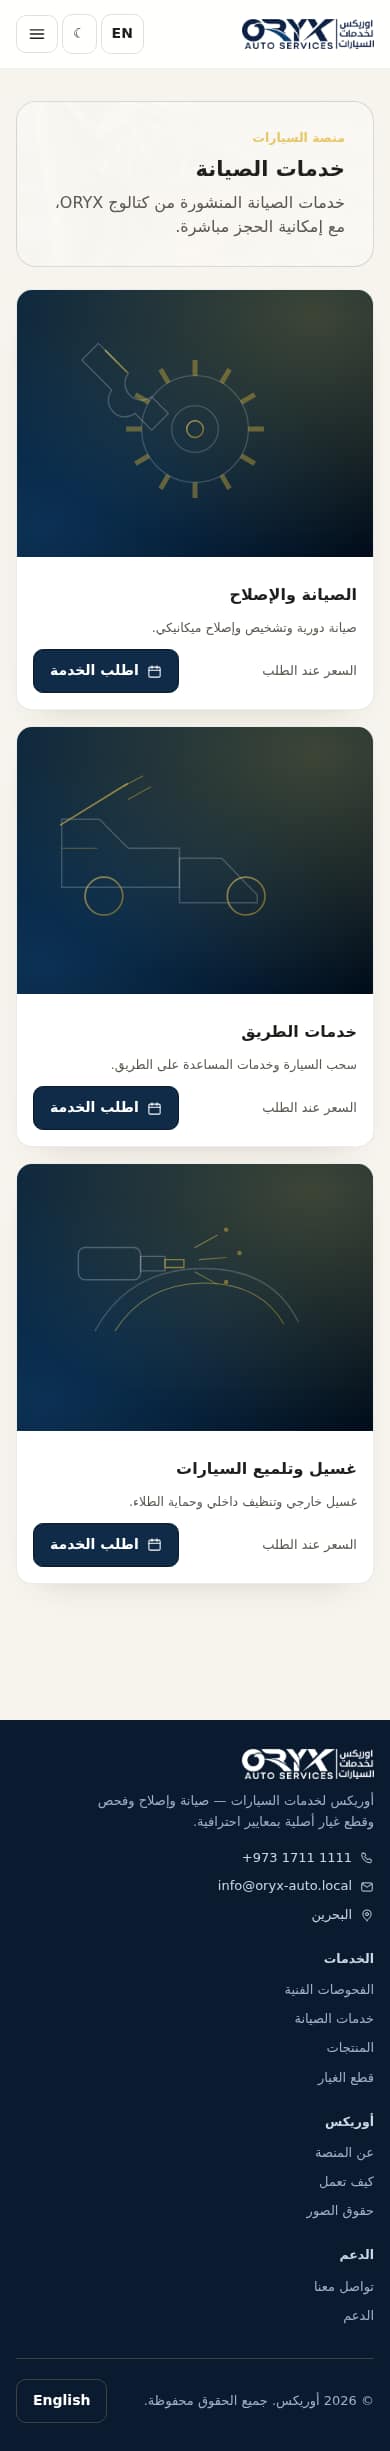 اوريكس
لخدمات
السيارات
ORYX
AUTO SERVICES
EN
منصة السيارات
خدمات الصيانة
خدمات الصيانة المنشورة من كتالوج ORYX،
مع إمكانية الحجز مباشرة.
الصيانة والإصلاح
صيانة دورية وتشخيص وإصلاح ميكانيكي.
السعر عند الطلب
اطلب الخدمة
خدمات الطريق
سحب السيارة وخدمات المساعدة على الطريق.
السعر عند الطلب
اطلب الخدمة
غسيل وتلميع السيارات
غسيل خارجي وتنظيف داخلي وحماية الطلاء.
السعر عند الطلب
اطلب الخدمة
اوريكس
لخدمات
السيارات
ORYX
AUTO SERVICES
أوريكس لخدمات السيارات — صيانة وإصلاح وفحص
وقطع غيار أصلية بمعايير احترافية.
+973 1711 1111
info@oryx-auto.local
البحرين
الخدمات
الفحوصات الفنية
خدمات الصيانة
المنتجات
قطع الغيار
أوريكس
عن المنصة
كيف تعمل
حقوق الصور
الدعم
تواصل معنا
الدعم
© 2026 أوريكس. جميع الحقوق محفوظة.
English